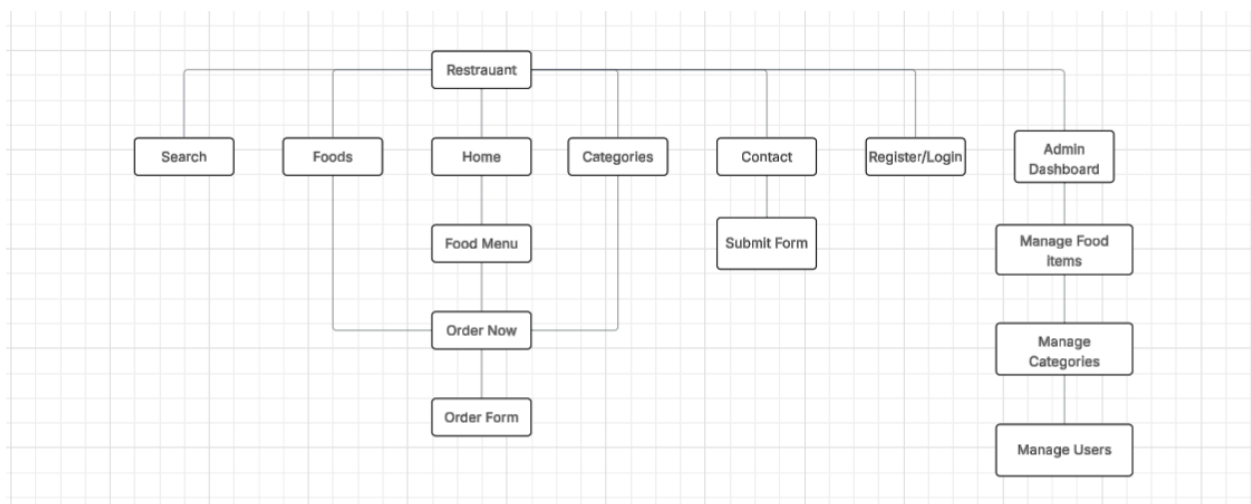 Restrauant
Search
Foods
Home
Categories
Contact
Register/Login
Admin
Dashboard
Food Menu
Submit Form
Manage Food
items
Order Now
Manage
Categories
Order Form
Manage Users